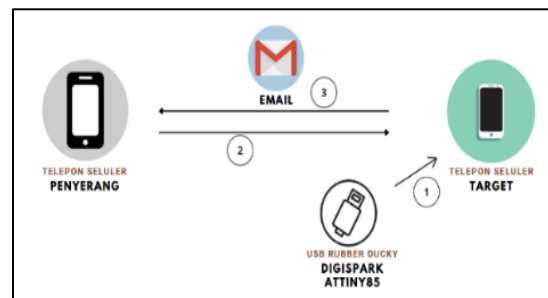 EMAIL
3
2
TELEPON SELULER
PENYERANG
TELEPON SELULER
TARGET
1
USB RUBBER DUCKY
DIGISPARK
ATTINY85